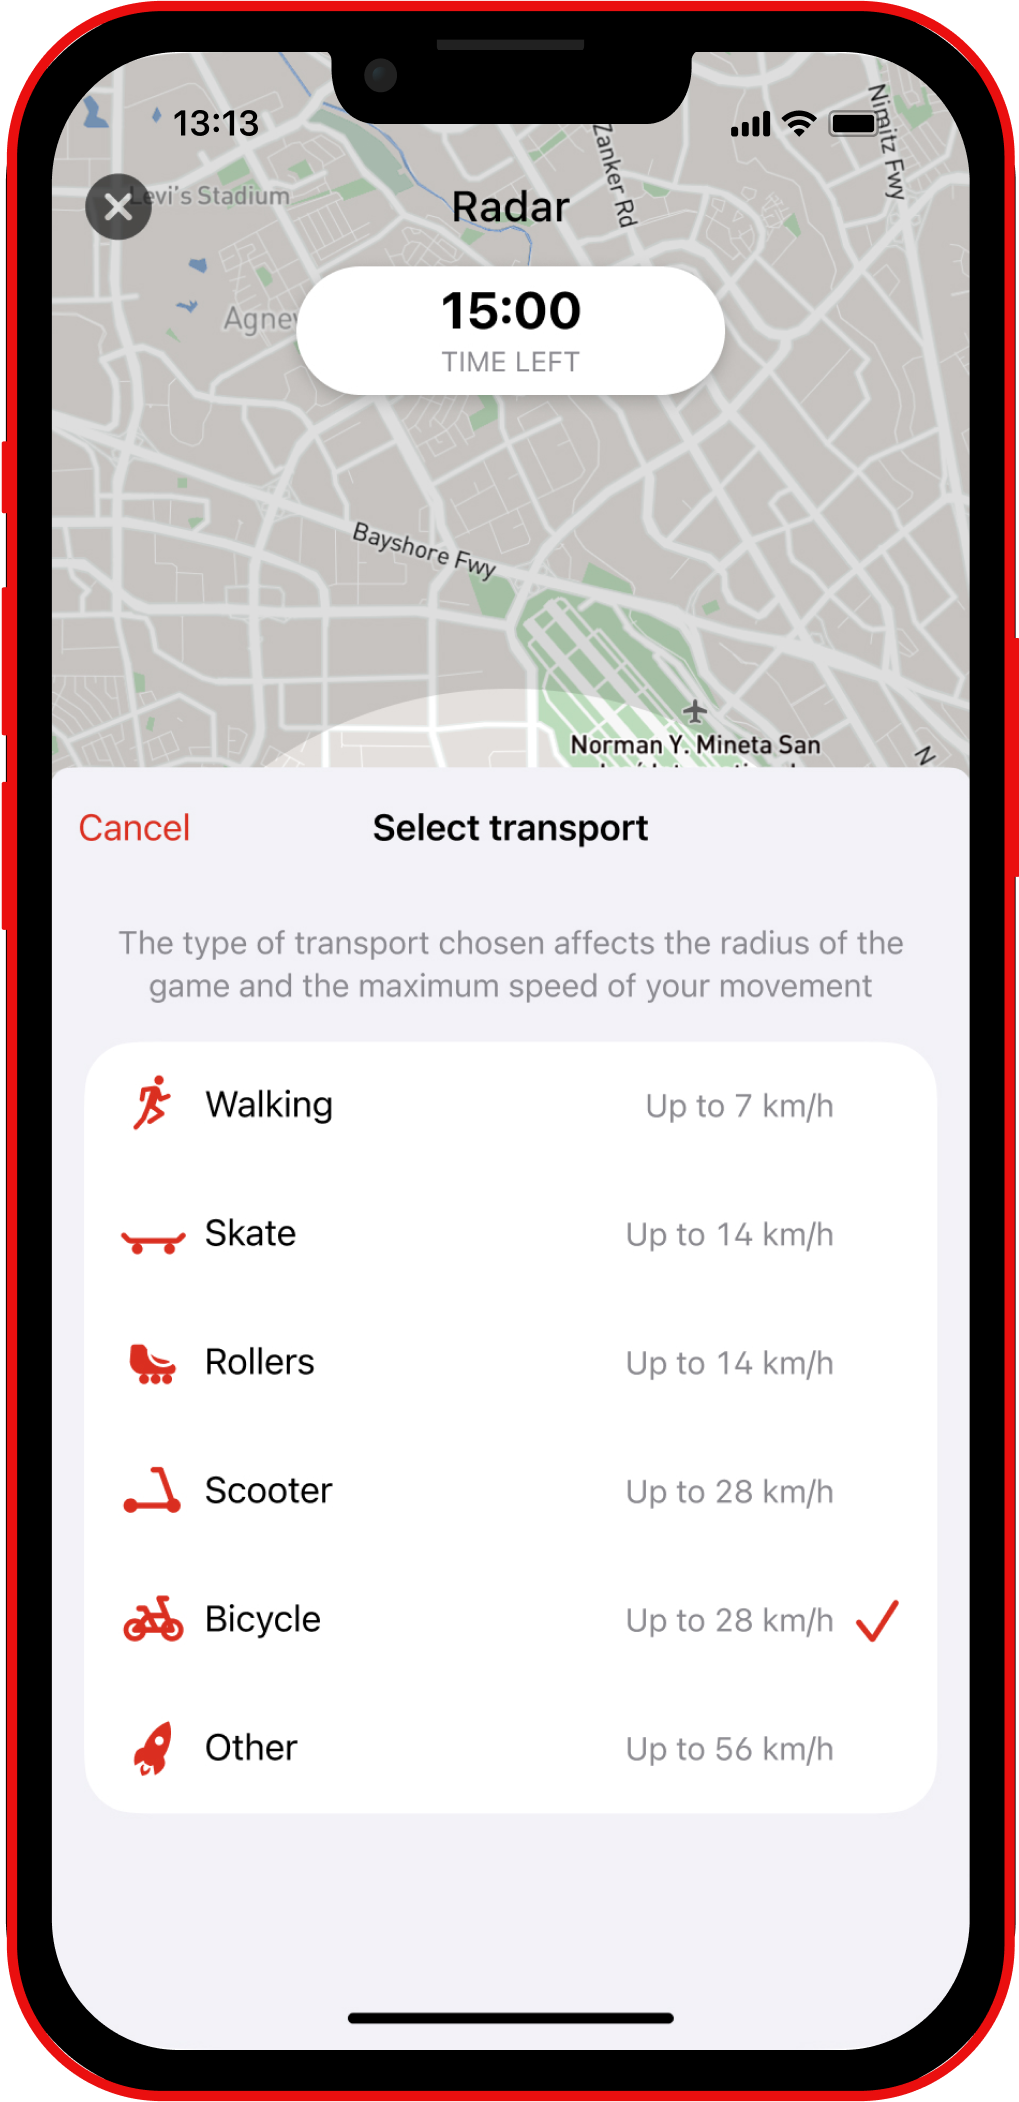 13:13
Nimitz Fwy
Zanker Rd
Levi's Stadium
Radar
15:00
TIME LEFT
Bayshore Fwy
Norman Y. Mineta San
N
Cancel
Select transport
The type of transport chosen affects the radius of the
game and the maximum speed of your movement
Walking Up to 7 km/h
Skate Up to 14 km/h
Rollers Up to 14 km/h
Scooter Up to 28 km/h
Bicycle Up to 28 km/h
Other Up to 56 km/h